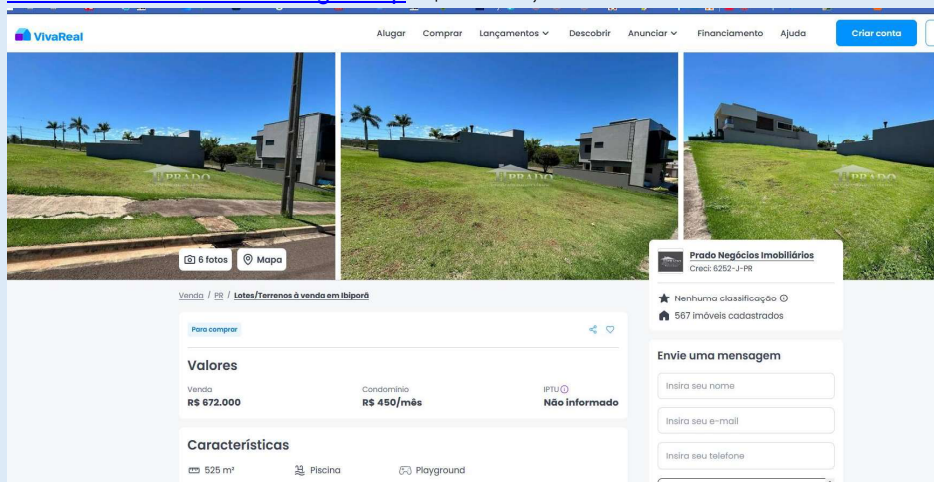 VivaReal
Alugar Comprar Lançamentos Descobrir Anunciar Financiamento Ajuda Criar conta
PRADO PRADO PRADO
6 fotos Mapa
Prado Negócios Imobiliários
Creci: 6252-J-PR
Venda / PR / Lotes/Terrenos à venda em Ibiporã
Nenhuma classificação
567 imóveis cadastrados
Para comprar
Valores
Venda Condomínio IPTU
R$ 672.000 R$ 450/mês Não informado
Características
525 m² Piscina Playground
Envie uma mensagem
Insira seu nome
Insira seu e-mail
Insira seu telefone